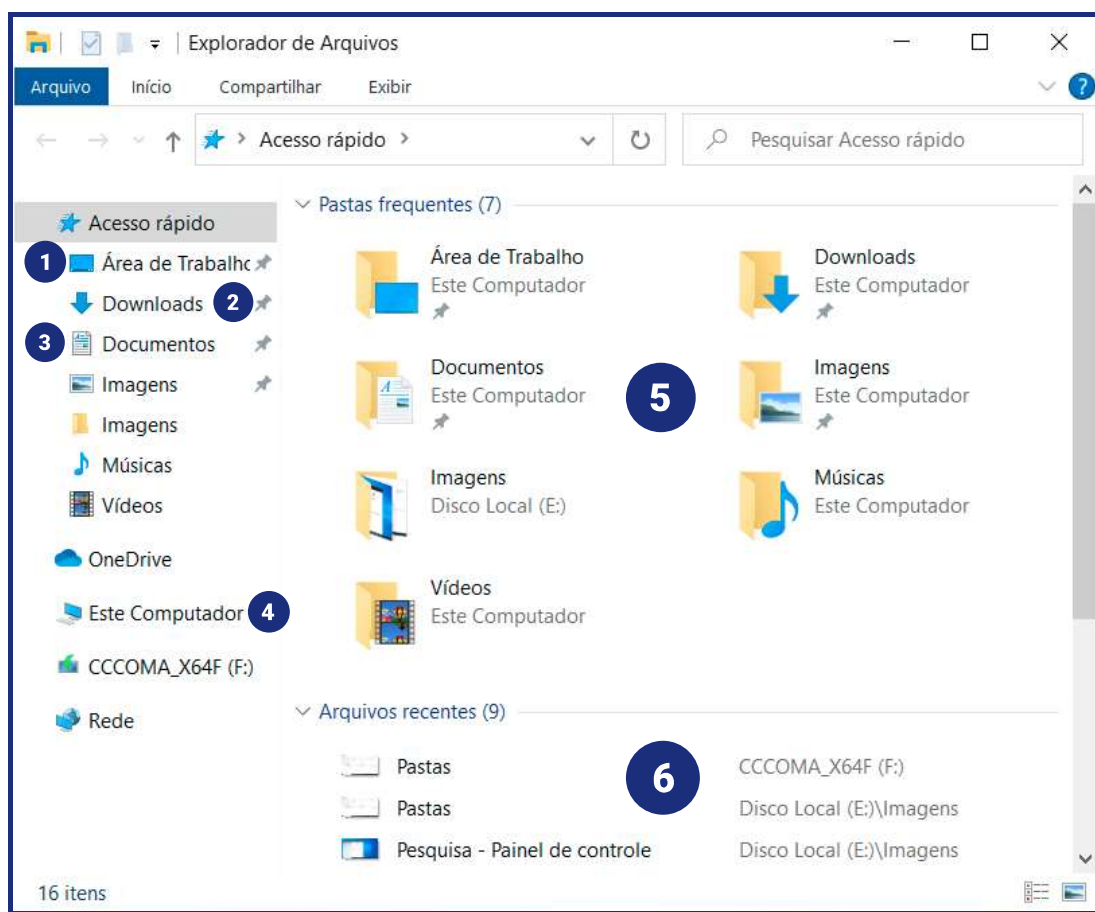 Explorador de Arquivos
Arquivo Início Compartilhar Exibir ?
Acesso rápido Pesquisar Acesso rápido
Acesso rápido
1 Área de Trabalhc
Downloads 2
3 Documentos
Imagens
Imagens
Músicas
Vídeos
OneDrive
Este Computador 4
CCCOMA_X64F (F:)
Rede
Pastas frequentes (7)
Área de Trabalho
Este Computador
Downloads
Este Computador
Documentos
Este Computador
5
Imagens
Este Computador
Imagens
Disco Local (E:)
Músicas
Este Computador
Vídeos
Este Computador
Arquivos recentes (9)
Pastas CCCOMA_X64F (F:)
6
Pastas Disco Local (E:)\Imagens
Pesquisa - Painel de controle Disco Local (E:)\Imagens
16 itens